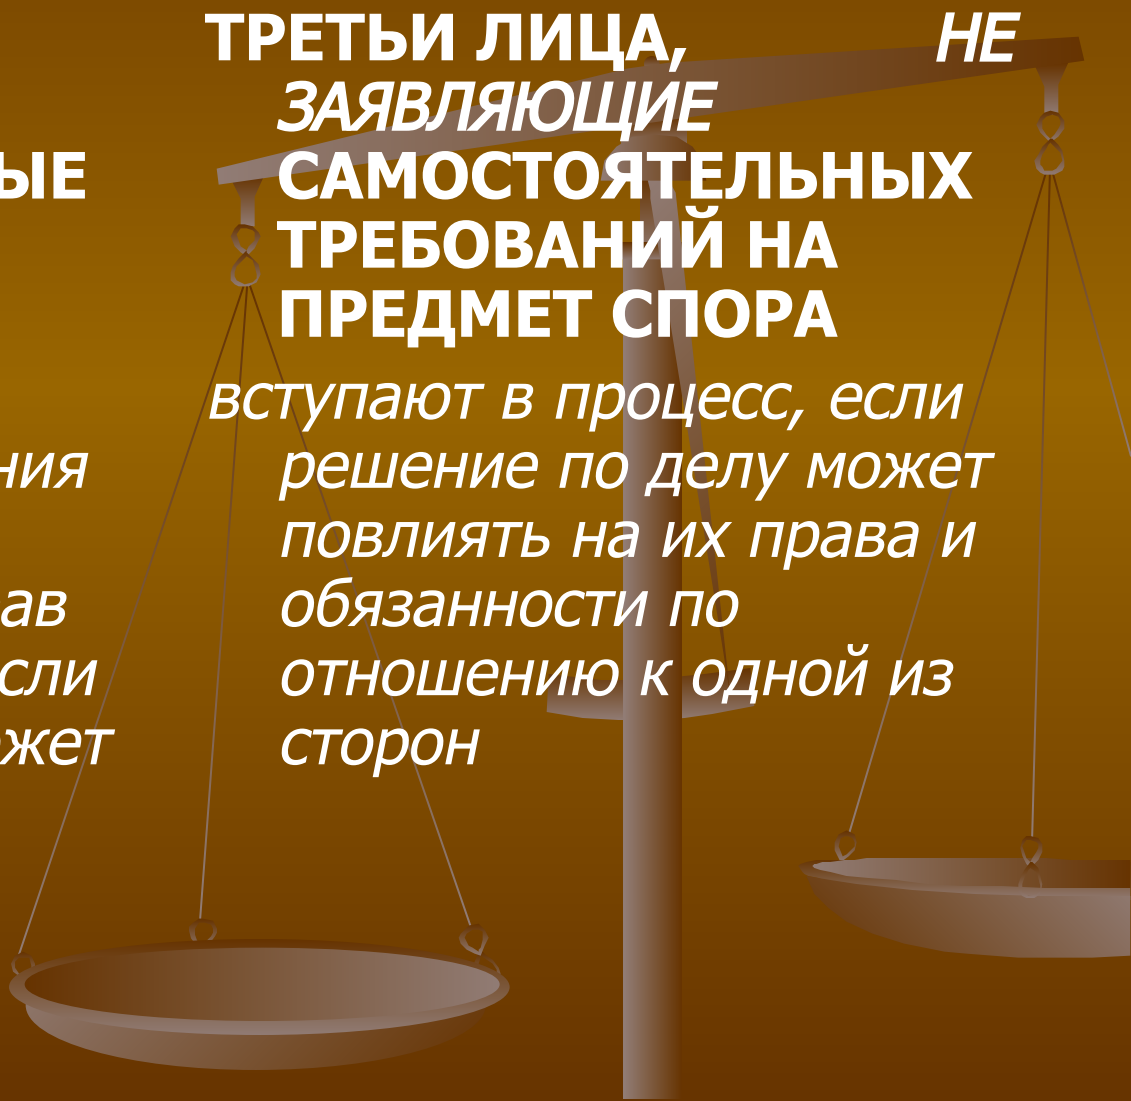 ТРЕТЬИ ЛИЦА, НЕ
ЗАЯВЛЯЮЩИЕ
САМОСТОЯТЕЛЬНЫХ
ТРЕБОВАНИЙ НА
ПРЕДМЕТ СПОРА
вступают в процесс, если
решение по делу может
повлиять на их права и
обязанности по
отношению к одной из
сторон